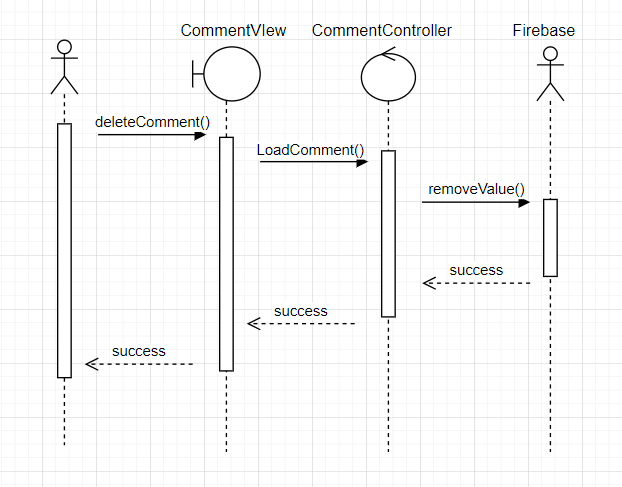 CommentVIew
CommentController
Firebase
deleteComment()
LoadComment()
removeValue()
success
success
success